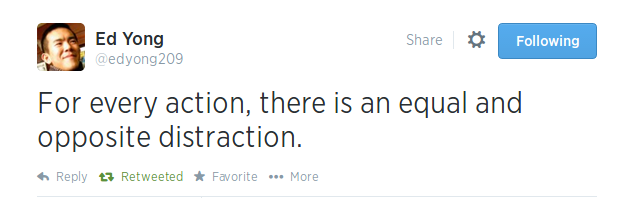 Ed Yong
@edyong209
Share
Following
For every action, there is an equal and
opposite distraction.
Reply Retweeted Favorite More